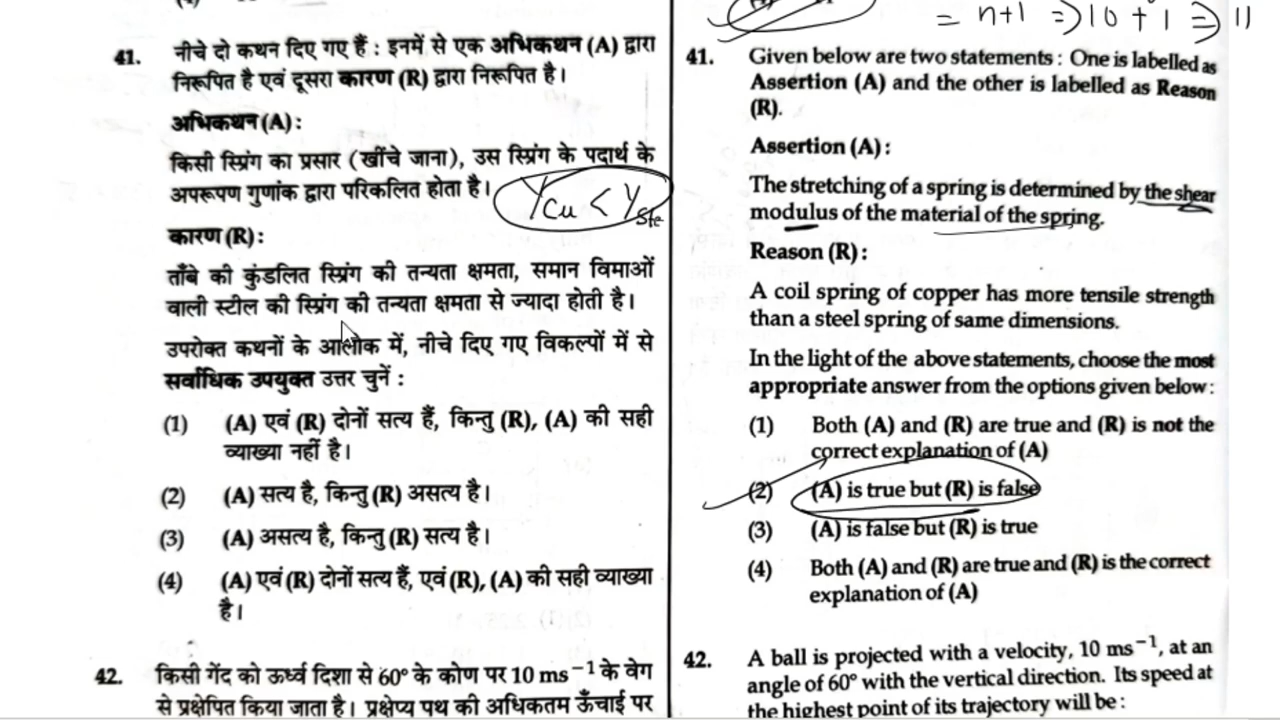 = n+1 ⇒ 10 + 1 ⇒ 11
41. नीचे दो कथन दिए गए हैं : इनमें से एक अभिकथन (A) द्वारा
निरूपित है एवं दूसरा कारण (R) द्वारा निरूपित है।
अभिकथन (A) :
किसी स्प्रिंग का प्रसार (खींचे जाना), उस स्प्रिंग के पदार्थ के
अपरूपण गुणांक द्वारा परिकलित होता है।
Ycu < Yste
कारण (R) :
ताँबे की कुंडलित स्प्रिंग की तन्यता क्षमता, समान विमाओं
वाली स्टील की स्प्रिंग की तन्यता क्षमता से ज्यादा होती है।
उपरोक्त कथनों के आलोक में, नीचे दिए गए विकल्पों में से
सर्वाधिक उपयुक्त उत्तर चुनें :
(1) (A) एवं (R) दोनों सत्य हैं, किन्तु (R), (A) की सही
व्याख्या नहीं है।
(2) (A) सत्य है, किन्तु (R) असत्य है।
(3) (A) असत्य है, किन्तु (R) सत्य है।
(4) (A) एवं (R) दोनों सत्य हैं, एवं (R), (A) की सही व्याख्या
है।
42. किसी गेंद को ऊर्ध्व दिशा से 60° के कोण पर 10 ms⁻¹ के वेग
से प्रक्षेपित किया जाता है। प्रक्षेप्य पथ की अधिकतम ऊँचाई पर
41. Given below are two statements : One is labelled as
Assertion (A) and the other is labelled as Reason
(R).
Assertion (A) :
The stretching of a spring is determined by the shear
modulus of the material of the spring.
Reason (R) :
A coil spring of copper has more tensile strength
than a steel spring of same dimensions.
In the light of the above statements, choose the most
appropriate answer from the options given below :
(1) Both (A) and (R) are true and (R) is not the
correct explanation of (A)
(2) (A) is true but (R) is false
(3) (A) is false but (R) is true
(4) Both (A) and (R) are true and (R) is the correct
explanation of (A)
42. A ball is projected with a velocity, 10 ms⁻¹, at an
angle of 60° with the vertical direction. Its speed at
the highest point of its trajectory will be :